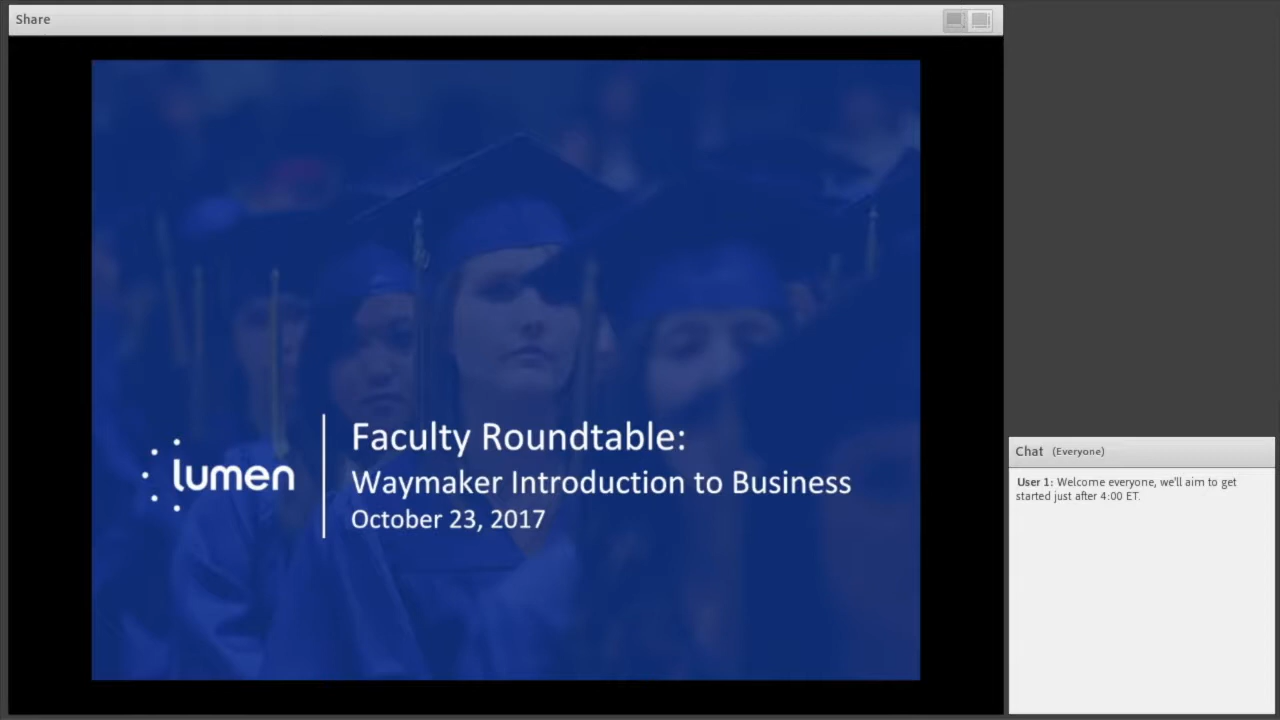 Share
lumen
Faculty Roundtable:
Waymaker Introduction to Business
October 23, 2017
Chat (Everyone)
User 1: Welcome everyone, we'll aim to get
started just after 4:00 ET.